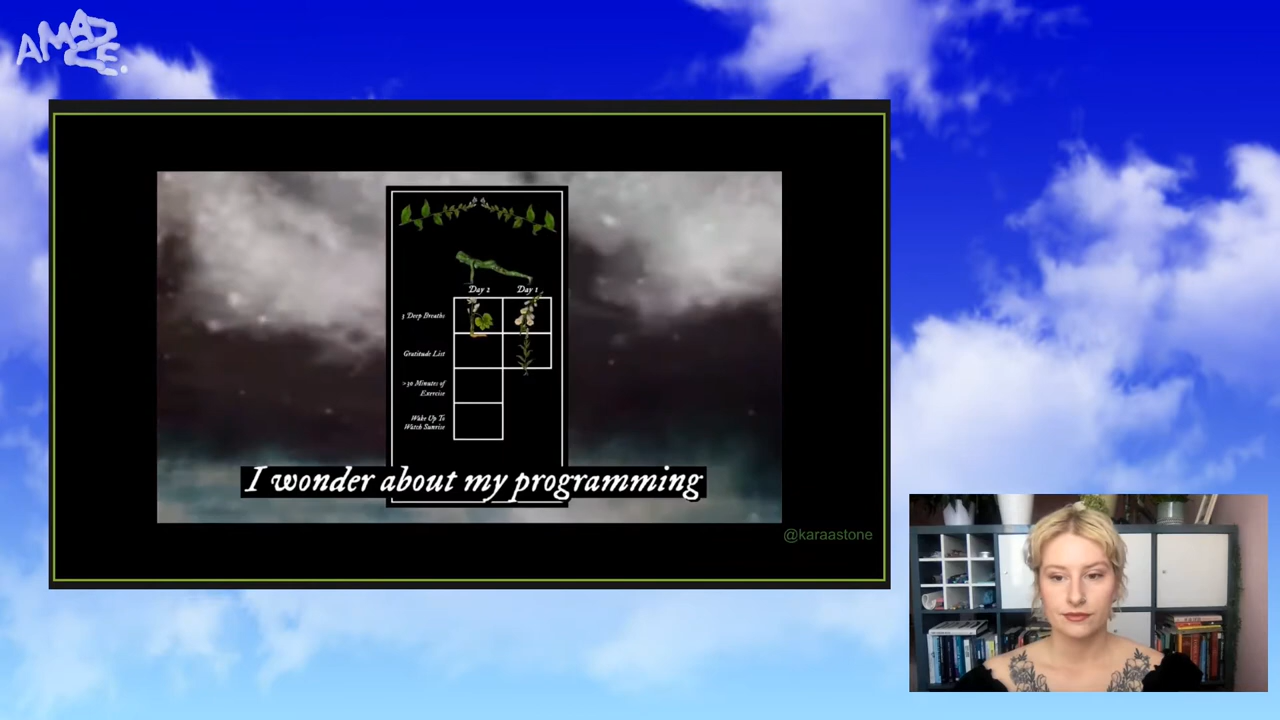 AMAZE.
Day 2 Day 1
3 Deep Breaths
Gratitude List
>30 Minutes of
Exercise
Wake Up To
Watch Sunrise
I wonder about my programming
@karaastone